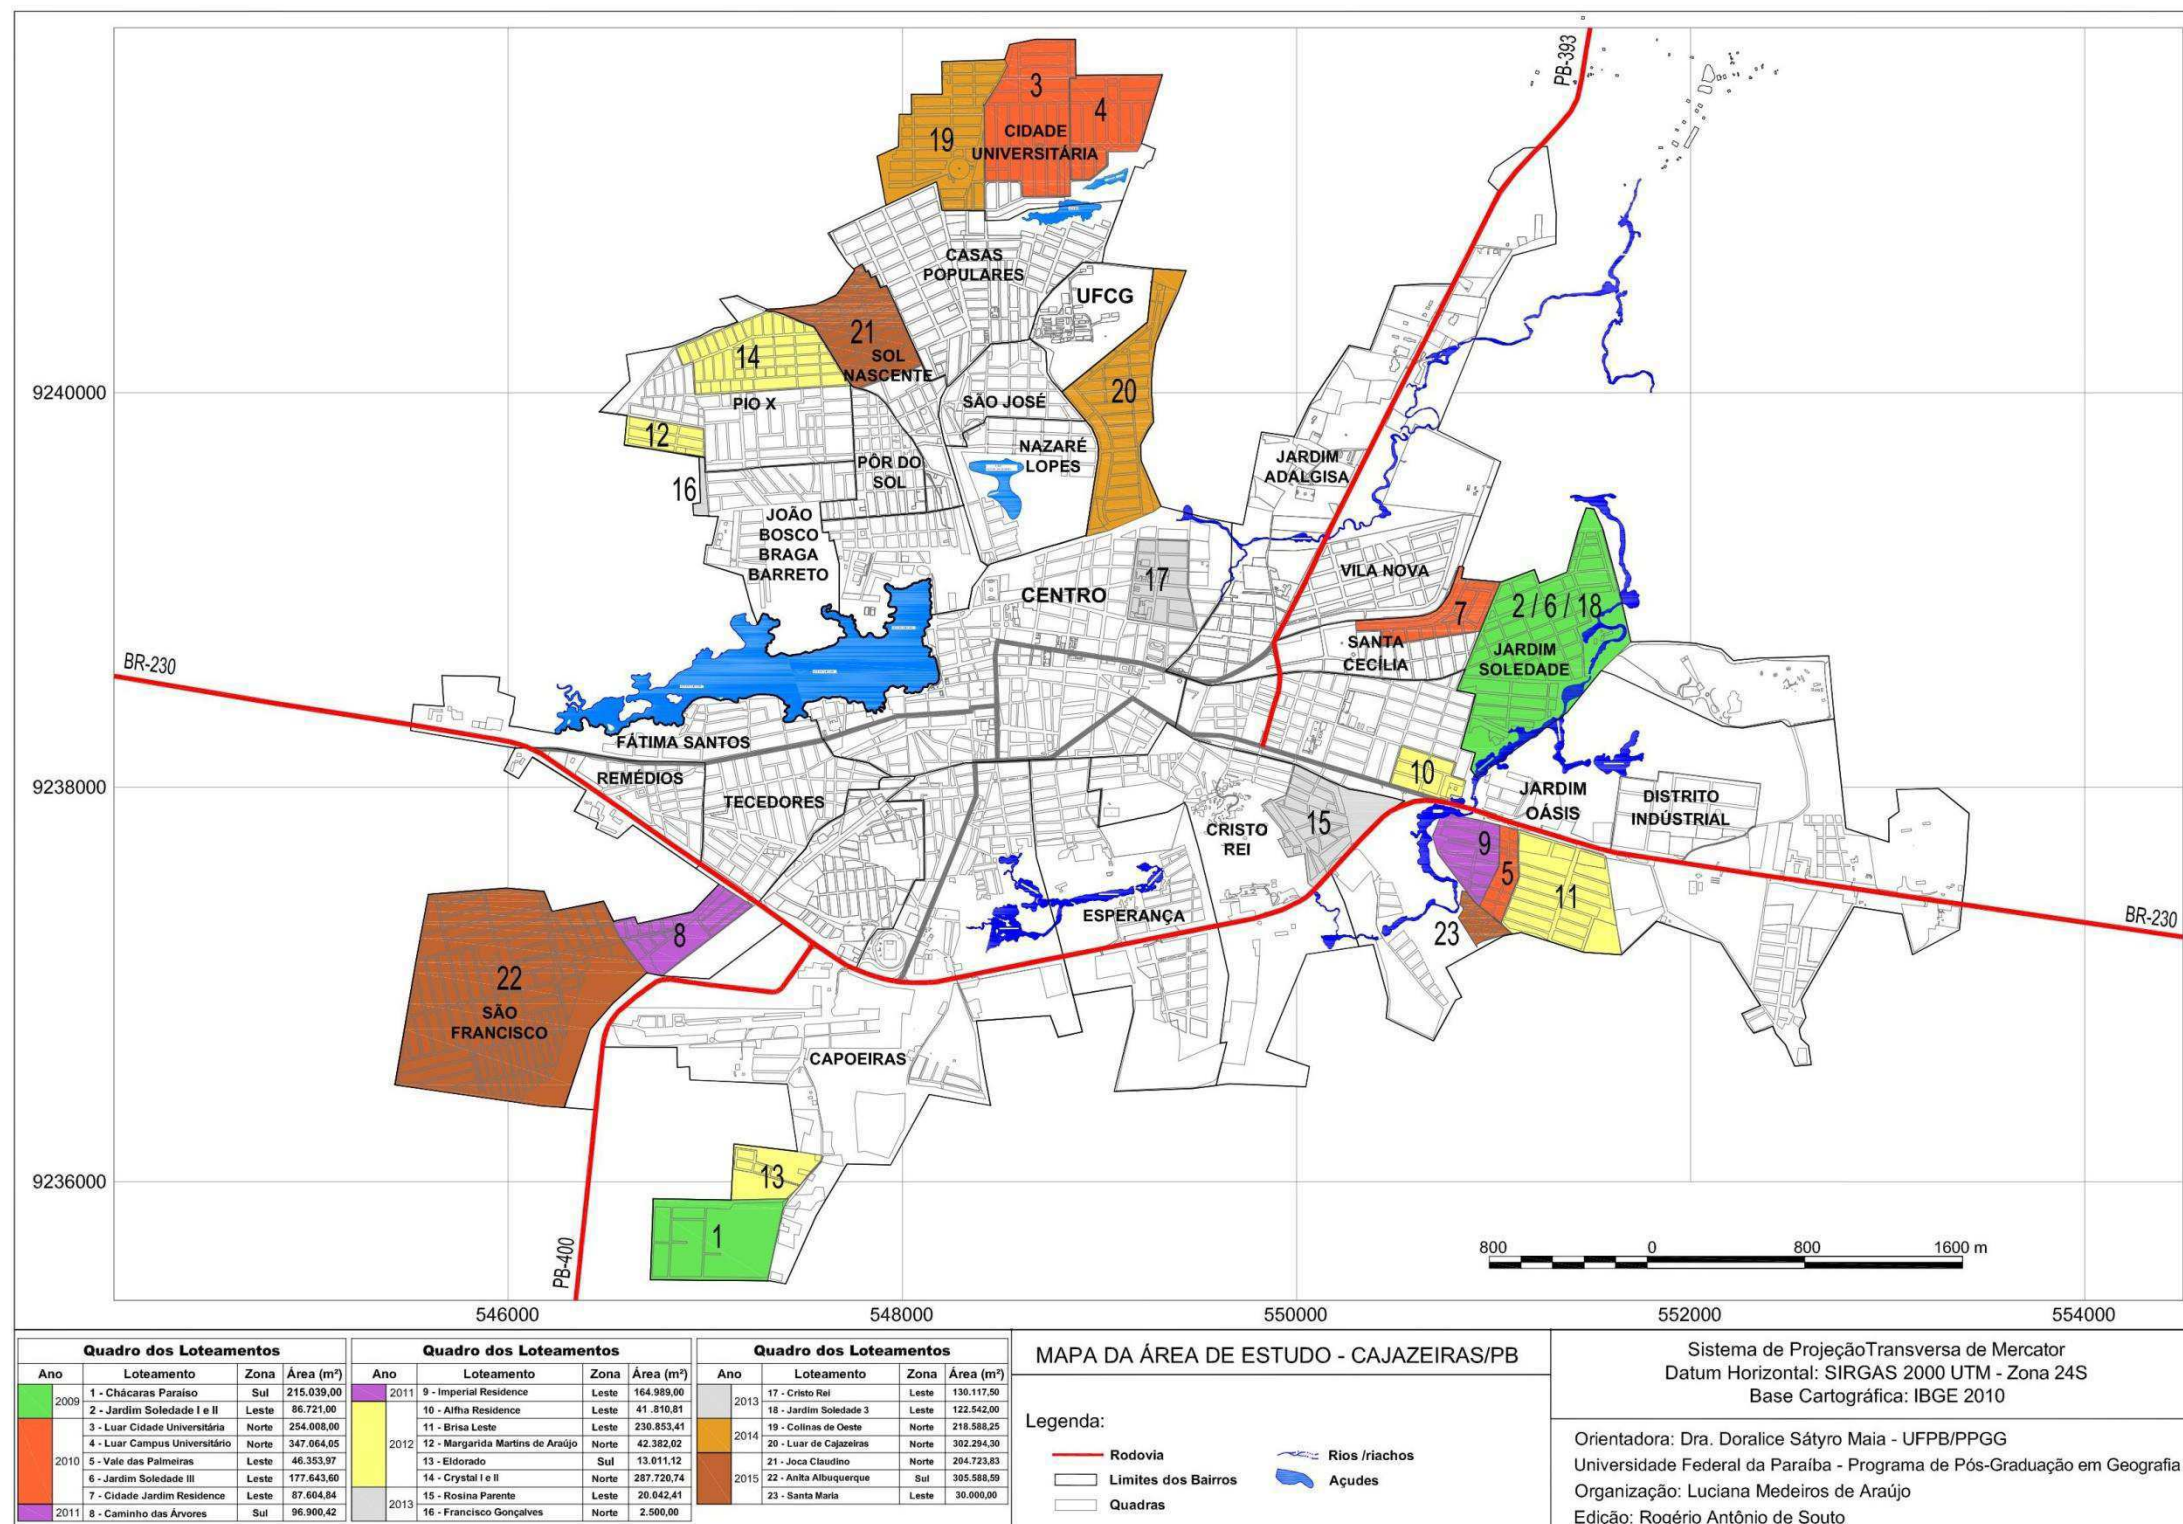 PB-393
3
4
CIDADE
UNIVERSITÁRIA
19
CASAS
POPULARES
UFCG
21
SOL
NASCENTE
14
9240000
PIO X
SÃO JOSÉ
20
12
NAZARÉ
LOPES
PÔR DO
SOL
JARDIM
ADALGISA
16
JOÃO
BOSCO
BRAGA
BARRETO
17
CENTRO
VILA NOVA
7
2 / 6 / 18
SANTA
CECÍLIA
JARDIM
SOLEDADE
BR-230
FÁTIMA SANTOS
REMÉDIOS
TECEDORES
9238000
10
JARDIM
OÁSIS
DISTRITO
INDÚSTRIAL
CRISTO
REI
15
9
5
11
23
ESPERANÇA
BR-230
8
22
SÃO
FRANCISCO
CAPOEIRAS
13
9236000
1
PB-400
800 0 800 1600 m
546000 548000 550000 552000 554000
Quadro dos Loteamentos
Ano Loteamento Zona Área (m²)
2009
1 - Chácaras Paraíso Sul 215.039,00
2 - Jardim Soledade I e II Leste 86.721,00
2010
3 - Luar Cidade Universitária Norte 254.008,00
4 - Luar Campus Universitário Norte 347.064,05
5 - Vale das Palmeiras Leste 46.353,97
6 - Jardim Soledade III Leste 177.643,60
7 - Cidade Jardim Residence Leste 87.604,84
2011 8 - Caminho das Árvores Sul 96.900,42
Quadro dos Loteamentos
Ano Loteamento Zona Área (m²)
2011 9 - Imperial Residence Leste 164.989,00
2012
10 - Alfha Residence Leste 41 .810,81
11 - Brisa Leste Leste 230.853,41
12 - Margarida Martins de Araújo Norte 42.382,02
13 - Eldorado Sul 13.011,12
14 - Crystal I e II Norte 287.720,74
2013
15 - Rosina Parente Leste 20.042,41
16 - Francisco Gonçalves Norte 2.500,00
Quadro dos Loteamentos
Ano Loteamento Zona Área (m²)
2013
17 - Cristo Rei Leste 130.117,50
18 - Jardim Soledade 3 Leste 122.542,00
2014
19 - Colinas de Oeste Norte 218.588,25
20 - Luar de Cajazeiras Norte 302.294,30
2015
21 - Joca Claudino Norte 204.723,83
22 - Anita Albuquerque Sul 305.588,59
23 - Santa Maria Leste 30.000,00
MAPA DA ÁREA DE ESTUDO - CAJAZEIRAS/PB
Legenda:
Rodovia
Limites dos Bairros
Quadras
Rios /riachos
Açudes
Sistema de ProjeçãoTransversa de Mercator
Datum Horizontal: SIRGAS 2000 UTM - Zona 24S
Base Cartográfica: IBGE 2010
Orientadora: Dra. Doralice Sátyro Maia - UFPB/PPGG
Universidade Federal da Paraíba - Programa de Pós-Graduação em Geografia
Organização: Luciana Medeiros de Araújo
Edição: Rogério Antônio de Souto